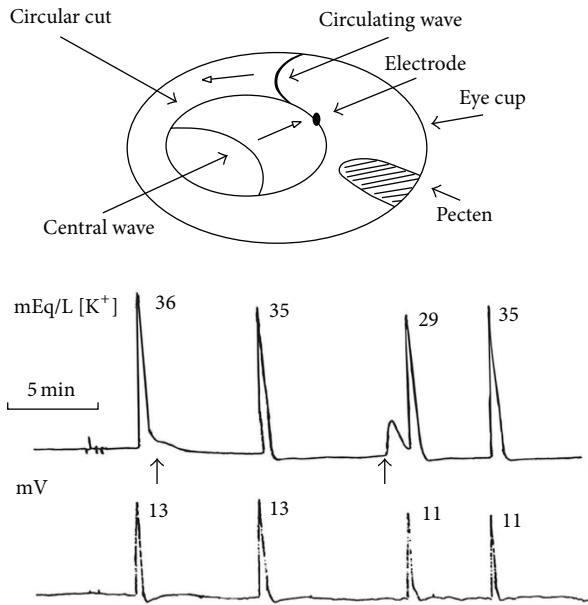 Circular cut
Circulating wave
Electrode
Eye cup
Central wave
Pecten
mEq/L [K⁺]
36
35
29
35
5 min
mV
13
13
11
11